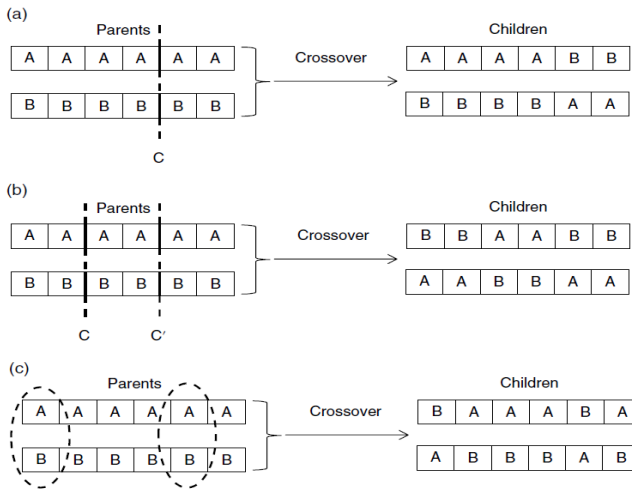 (a)
Parents Children
A A A A A A Crossover A A A A B B
B B B B B B B B B B A A
C
(b)
Parents Children
A A A A A A Crossover B B A A B B
B B B B B B A A B B A A
C C′
(c)
Parents Children
A A A A A A Crossover B A A A B A
B B B B B B A B B B A B